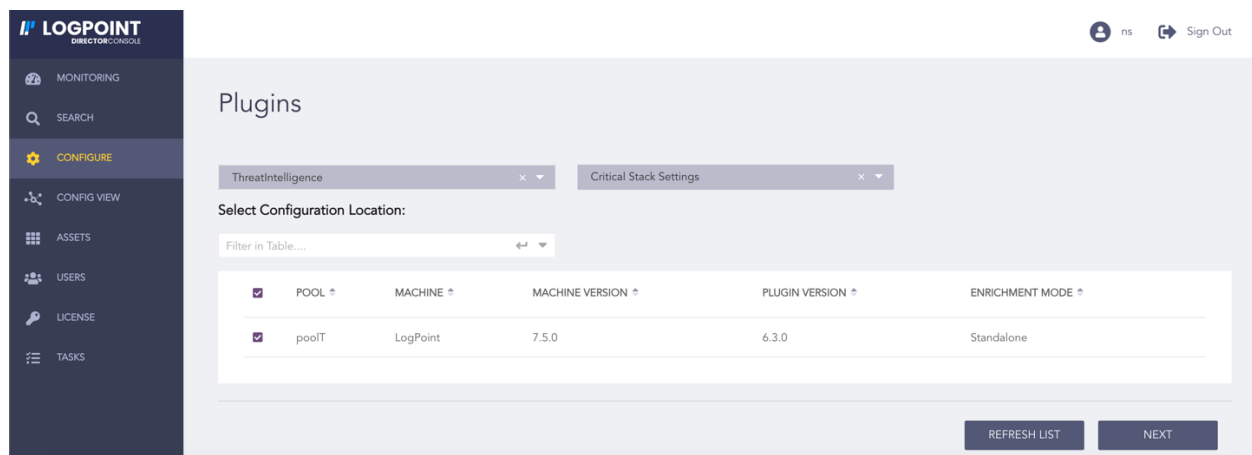 LOGPOINT
DIRECTORCONSOLE
ns
Sign Out
MONITORING
SEARCH
CONFIGURE
CONFIG VIEW
ASSETS
USERS
LICENSE
TASKS
Plugins
ThreatIntelligence
Critical Stack Settings
Select Configuration Location:
Filter in Table....
POOL MACHINE MACHINE VERSION PLUGIN VERSION ENRICHMENT MODE
poolT LogPoint 7.5.0 6.3.0 Standalone
REFRESH LIST
NEXT